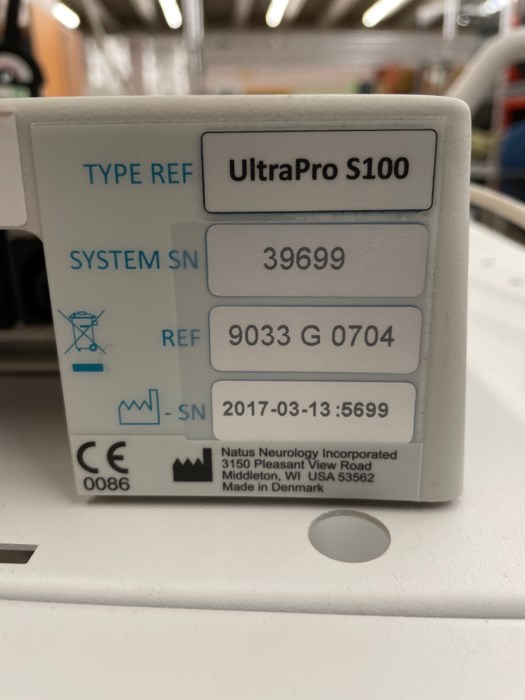 TYPE REF UltraPro S100
SYSTEM SN 39699
REF 9033 G 0704
- SN 2017-03-13 :5699
CE 0086
Natus Neurology Incorporated
3150 Pleasant View Road
Middleton, WI USA 53562
Made in Denmark